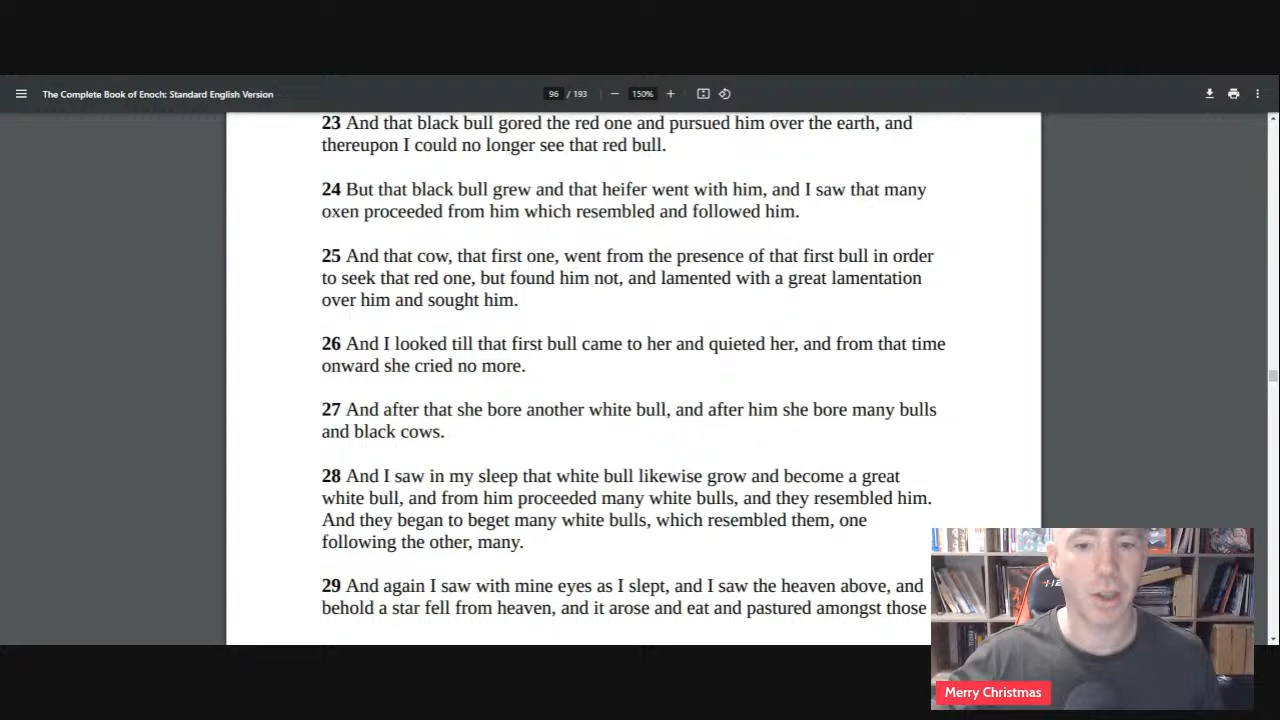 The Complete Book of Enoch: Standard English Version
96 / 193
150%
23 And that black bull gored the red one and pursued him over the earth, and
thereupon I could no longer see that red bull.
24 But that black bull grew and that heifer went with him, and I saw that many
oxen proceeded from him which resembled and followed him.
25 And that cow, that first one, went from the presence of that first bull in order
to seek that red one, but found him not, and lamented with a great lamentation
over him and sought him.
26 And I looked till that first bull came to her and quieted her, and from that time
onward she cried no more.
27 And after that she bore another white bull, and after him she bore many bulls
and black cows.
28 And I saw in my sleep that white bull likewise grow and become a great
white bull, and from him proceeded many white bulls, and they resembled him.
And they began to beget many white bulls, which resembled them, one
following the other, many.
29 And again I saw with mine eyes as I slept, and I saw the heaven above, and
behold a star fell from heaven, and it arose and eat and pastured amongst those
Merry Christmas